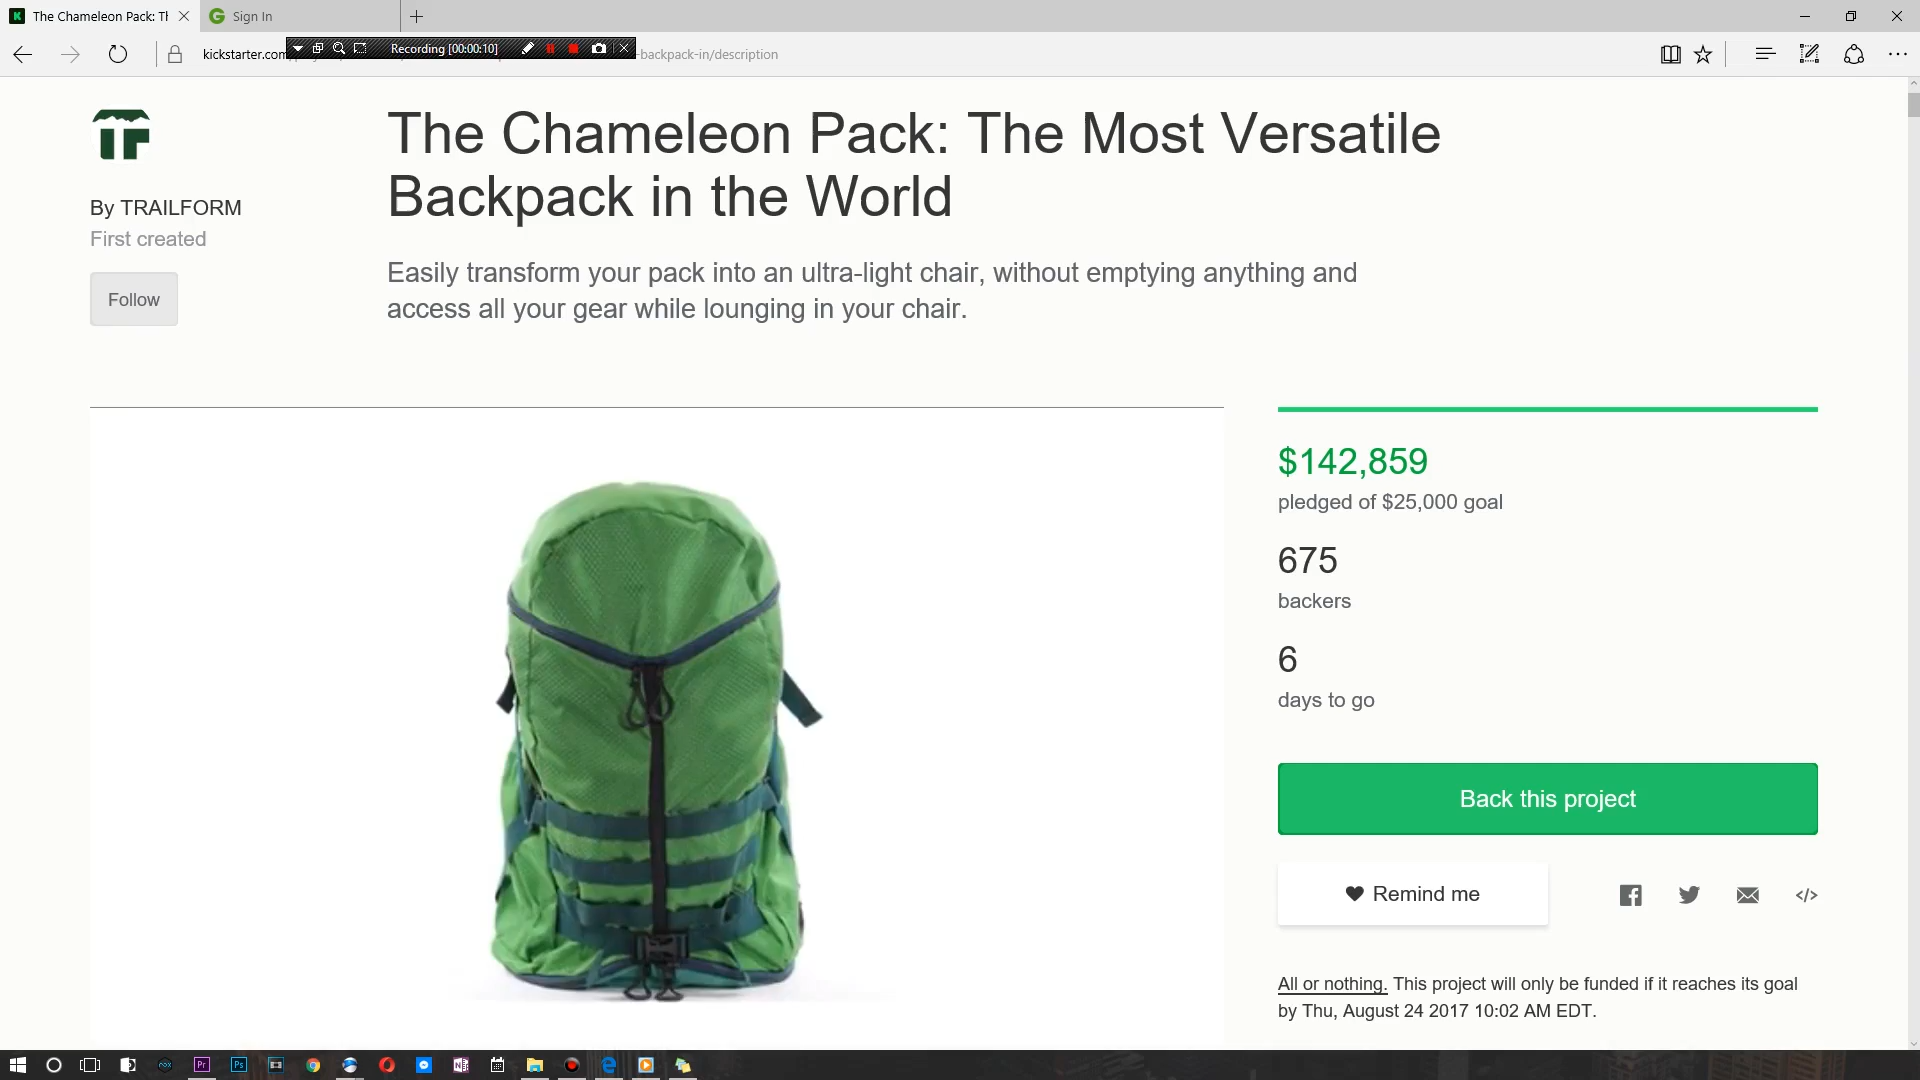 The Chameleon Pack: Th
Sign In
kickstarter.com
Recording [00:00:10]
-backpack-in/description
TF
The Chameleon Pack: The Most Versatile
Backpack in the World
By TRAILFORM
First created
Follow
Easily transform your pack into an ultra-light chair, without emptying anything and
access all your gear while lounging in your chair.
$142,859
pledged of $25,000 goal
675
backers
6
days to go
Back this project
Remind me
</>
All or nothing. This project will only be funded if it reaches its goal
by Thu, August 24 2017 10:02 AM EDT.
Pr
Ps